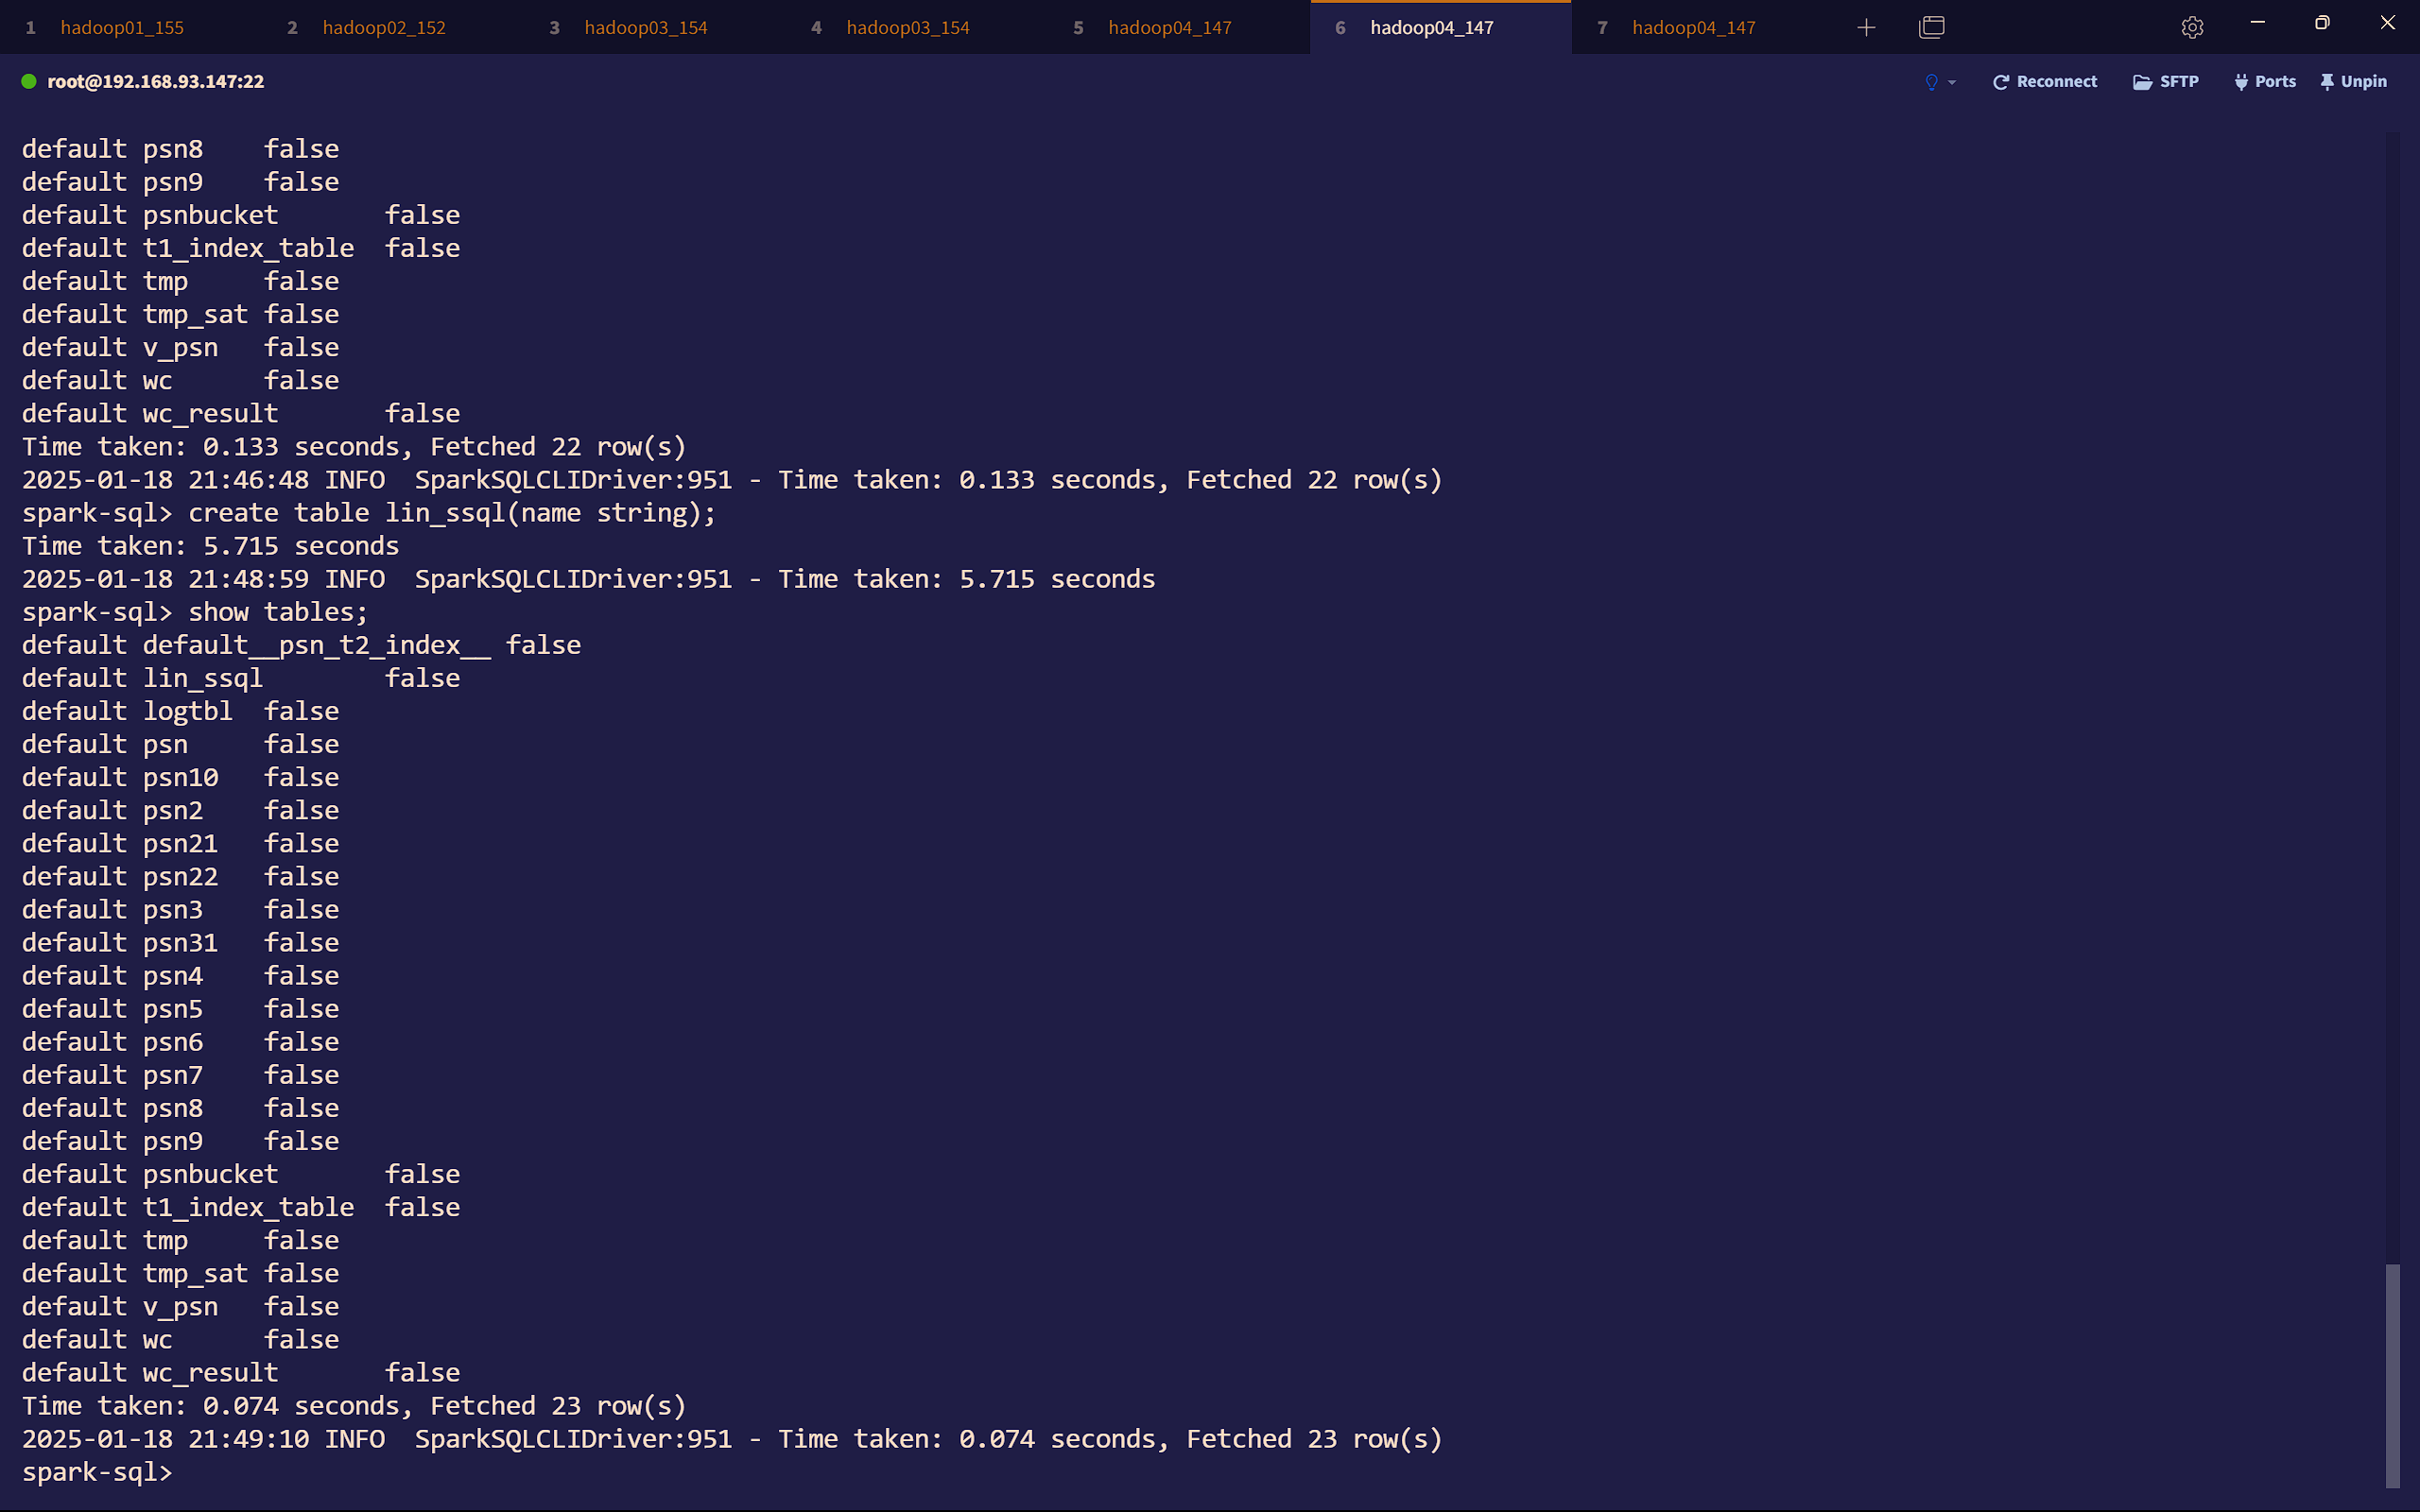 1 hadoop01_155 2 hadoop02_152 3 hadoop03_154 4 hadoop03_154 5 hadoop04_147 6 hadoop04_147 7 hadoop04_147
root@192.168.93.147:22 Reconnect SFTP Ports Unpin
default psn8 false
default psn9 false
default psnbucket false
default t1_index_table false
default tmp false
default tmp_sat false
default v_psn false
default wc false
default wc_result false
Time taken: 0.133 seconds, Fetched 22 row(s)
2025-01-18 21:46:48 INFO SparkSQLCLIDriver:951 - Time taken: 0.133 seconds, Fetched 22 row(s)
spark-sql> create table lin_ssql(name string);
Time taken: 5.715 seconds
2025-01-18 21:48:59 INFO SparkSQLCLIDriver:951 - Time taken: 5.715 seconds
spark-sql> show tables;
default default__psn_t2_index__ false
default lin_ssql false
default logtbl false
default psn false
default psn10 false
default psn2 false
default psn21 false
default psn22 false
default psn3 false
default psn31 false
default psn4 false
default psn5 false
default psn6 false
default psn7 false
default psn8 false
default psn9 false
default psnbucket false
default t1_index_table false
default tmp false
default tmp_sat false
default v_psn false
default wc false
default wc_result false
Time taken: 0.074 seconds, Fetched 23 row(s)
2025-01-18 21:49:10 INFO SparkSQLCLIDriver:951 - Time taken: 0.074 seconds, Fetched 23 row(s)
spark-sql>